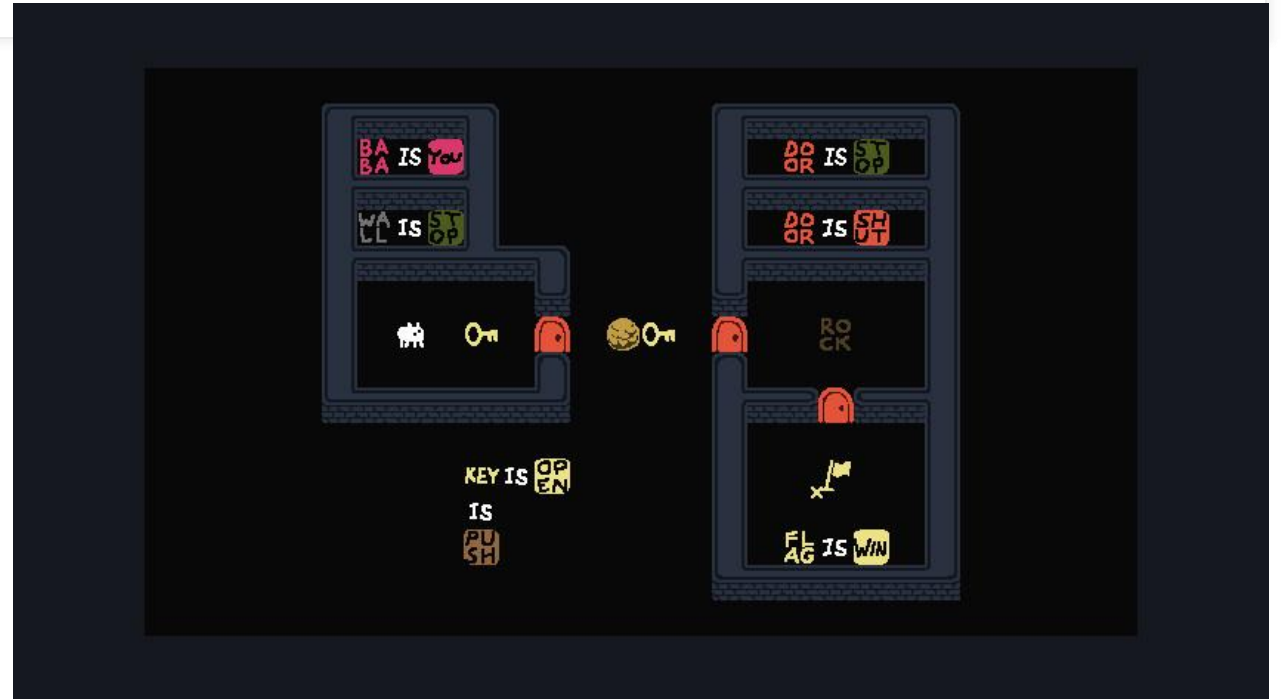 BABA IS YOU
DOOR IS STOP
WALL IS STOP
DOOR IS SHUT
ROCK
KEY IS OPEN
IS
PUSH
FLAG IS WIN